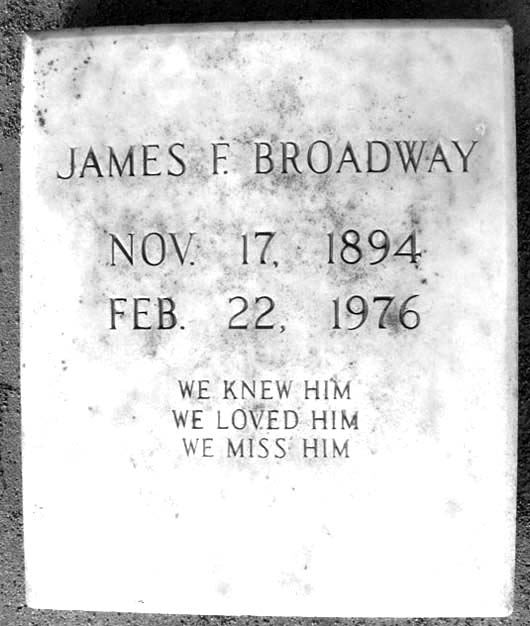 JAMES F. BROADWAY
NOV. 17, 1894
FEB. 22, 1976
WE KNEW HIM
WE LOVED HIM
WE MISS HIM